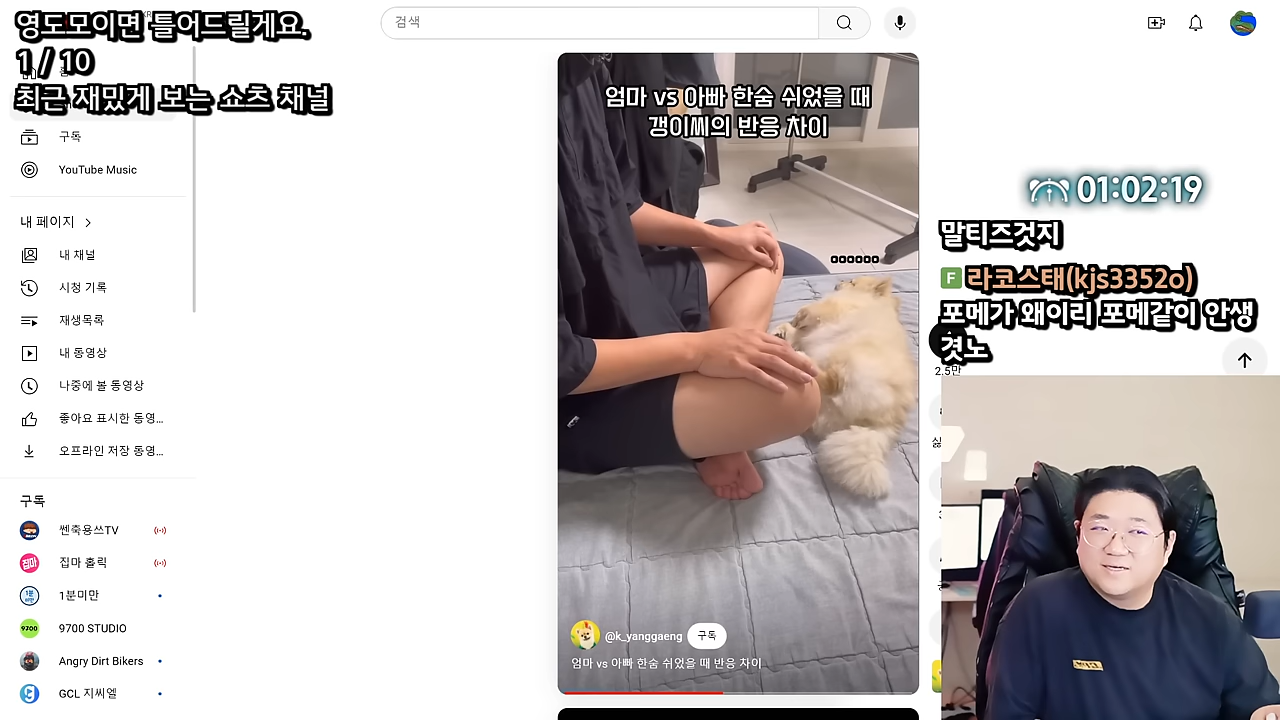 영도모이면 틀어드릴게요.
1 / 10
최근 재밌게 보는 쇼츠 채널
검색
구독
YouTube Music
내 페이지
내 채널
시청 기록
재생목록
내 동영상
나중에 볼 동영상
좋아요 표시한 동영...
오프라인 저장 동영...
구독
쎈축용쓰TV
집마 홀릭
1분미만
9700 STUDIO
Angry Dirt Bikers
GCL 지씨엘
엄마 vs 아빠 한숨 쉬었을 때
갱이씨의 반응 차이
@k_yanggaeng
구독
엄마 vs 아빠 한숨 쉬었을 때 반응 차이
01:02:19
말티즈것지
F 라코스태(kjs3352o)
포메가 왜이리 포메같이 안생
겻노
2.5만